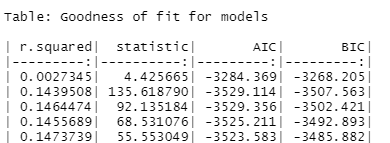 Table: Goodness of fit for models
| r.squared| statistic| AIC| BIC|
|---------:|----------:|---------:|---------:|
| 0.0027345| 4.425665| -3284.369| -3268.205|
| 0.1439508| 135.618790| -3529.114| -3507.563|
| 0.1464474| 92.135184| -3529.356| -3502.421|
| 0.1455689| 68.531076| -3525.211| -3492.893|
| 0.1473739| 55.553049| -3523.583| -3485.882|